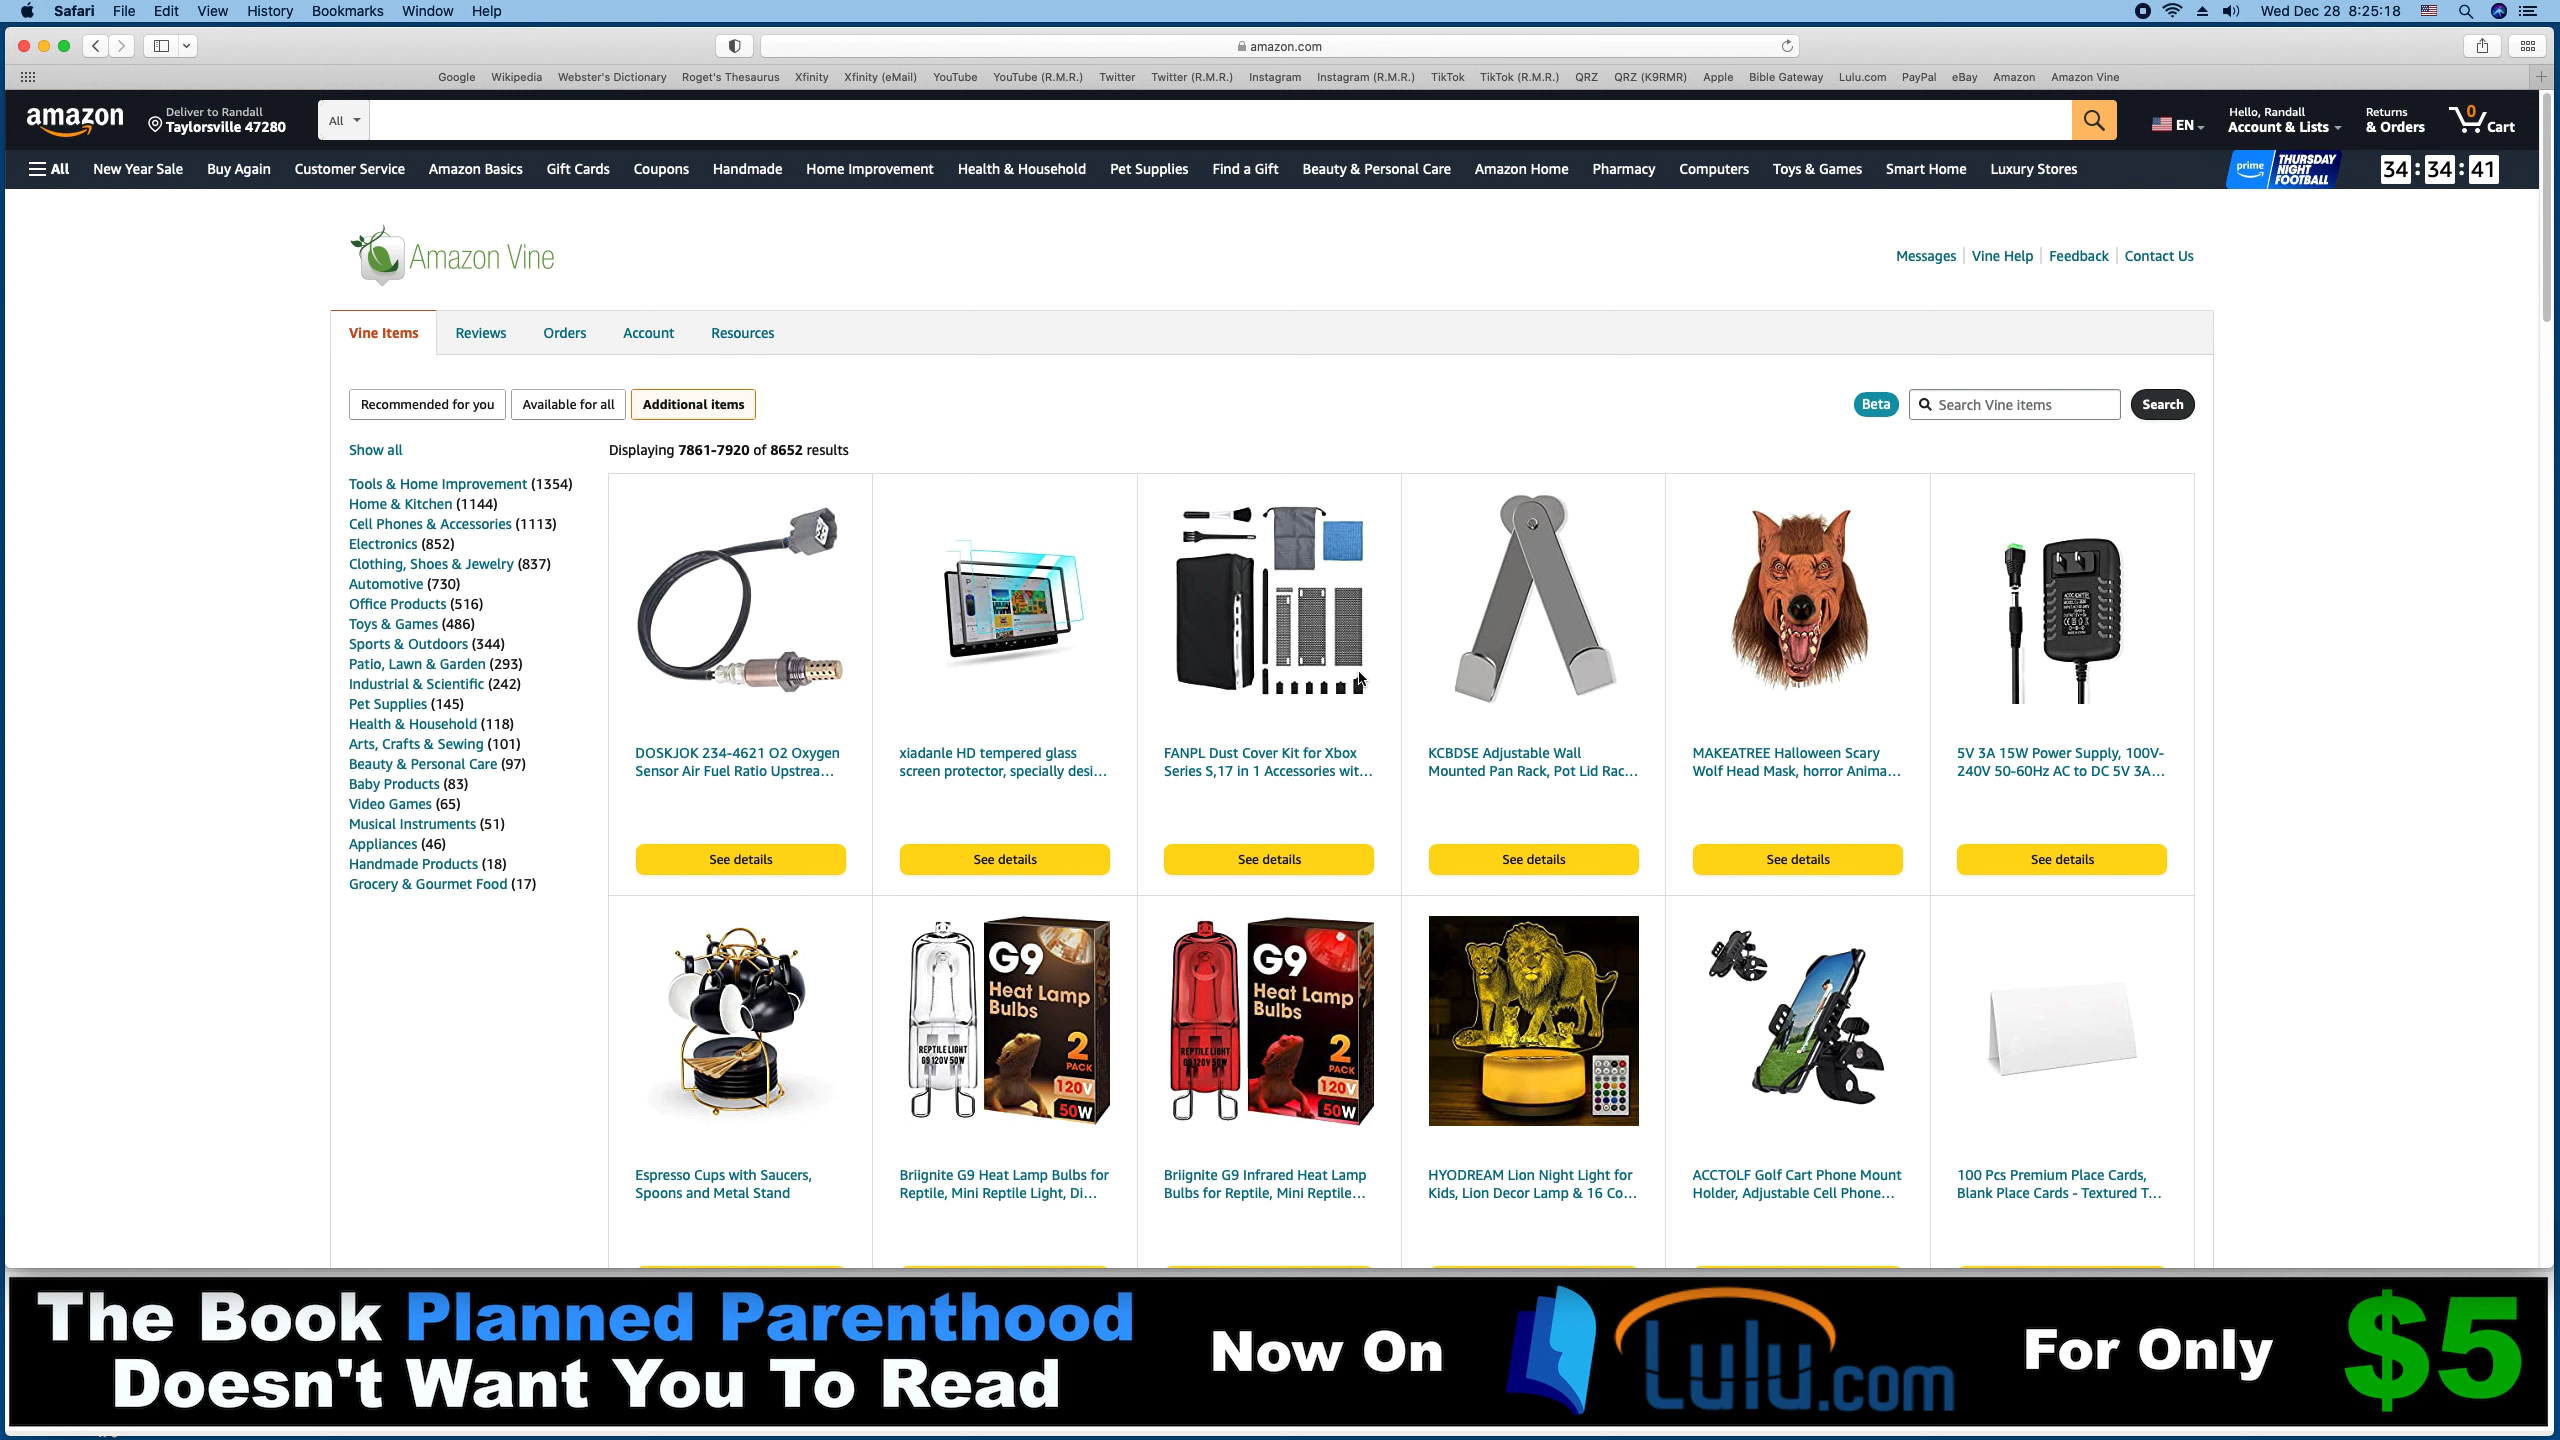 Safari File Edit View History Bookmarks Window Help
Wed Dec 28 8:25:18
amazon.com
Google Wikipedia Webster's Dictionary Roget's Thesaurus Xfinity Xfinity (eMail) YouTube YouTube (R.M.R.) Twitter Twitter (R.M.R.) Instagram Instagram (R.M.R.) TikTok TikTok (R.M.R.) QRZ QRZ (K9RMR) Apple Bible Gateway Lulu.com PayPal eBay Amazon Amazon Vine
amazon
Deliver to Randall
Taylorsville 47280
All
EN
Hello, Randall
Account & Lists
Returns
& Orders
0
Cart
All New Year Sale Buy Again Customer Service Amazon Basics Gift Cards Coupons Handmade Home Improvement Health & Household Pet Supplies Find a Gift Beauty & Personal Care Amazon Home Pharmacy Computers Toys & Games Smart Home Luxury Stores
prime
THURSDAY
NIGHT
FOOTBALL
34:34:41
Amazon Vine
Messages Vine Help Feedback Contact Us
Vine Items Reviews Orders Account Resources
Recommended for you Available for all Additional items
Beta Search Vine items Search
Show all
Displaying 7861-7920 of 8652 results
Tools & Home Improvement (1354)
Home & Kitchen (1144)
Cell Phones & Accessories (1113)
Electronics (852)
Clothing, Shoes & Jewelry (837)
Automotive (730)
Office Products (516)
Toys & Games (486)
Sports & Outdoors (344)
Patio, Lawn & Garden (293)
Industrial & Scientific (242)
Pet Supplies (145)
Health & Household (118)
Arts, Crafts & Sewing (101)
Beauty & Personal Care (97)
Baby Products (83)
Video Games (65)
Musical Instruments (51)
Appliances (46)
Handmade Products (18)
Grocery & Gourmet Food (17)
DOSKJOK 234-4621 O2 Oxygen
Sensor Air Fuel Ratio Upstrea...
See details
xiadanle HD tempered glass
screen protector, specially desi...
See details
FANPL Dust Cover Kit for Xbox
Series S,17 in 1 Accessories wit...
See details
KCBDSE Adjustable Wall
Mounted Pan Rack, Pot Lid Rac...
See details
MAKEATREE Halloween Scary
Wolf Head Mask, horror Anima...
See details
5V 3A 15W Power Supply, 100V-
240V 50-60Hz AC to DC 5V 3A...
See details
Espresso Cups with Saucers,
Spoons and Metal Stand
G9
Heat Lamp
Bulbs
2
PACK
120V
50W
REPTILE LIGHT
G9 120V 50W
Briignite G9 Heat Lamp Bulbs for
Reptile, Mini Reptile Light, Di...
G9
Heat Lamp
Bulbs
2
PACK
120V
50W
REPTILE LIGHT
G9 120V 50W
Briignite G9 Infrared Heat Lamp
Bulbs for Reptile, Mini Reptile...
HYODREAM Lion Night Light for
Kids, Lion Decor Lamp & 16 Co...
ACCTOLF Golf Cart Phone Mount
Holder, Adjustable Cell Phone...
100 Pcs Premium Place Cards,
Blank Place Cards - Textured T...
The Book Planned Parenthood
Doesn't Want You To Read
Now On
Lulu.com
For Only
$5